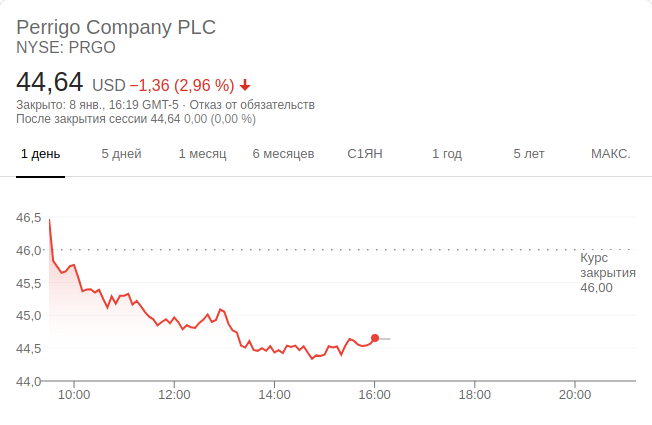 Perrigo Company PLC
NYSE: PRGO
44,64 USD −1,36 (2,96 %)
Закрыто: 8 янв., 16:19 GMT-5 · Отказ от обязательств
После закрытия сессии 44,64 0,00 (0,00 %)
1 день 5 дней 1 месяц 6 месяцев С1ЯН 1 год 5 лет МАКС.
46,5
46,0
Курс
закрытия
46,00
45,5
45,0
44,5
44,0
10:00 12:00 14:00 16:00 18:00 20:00